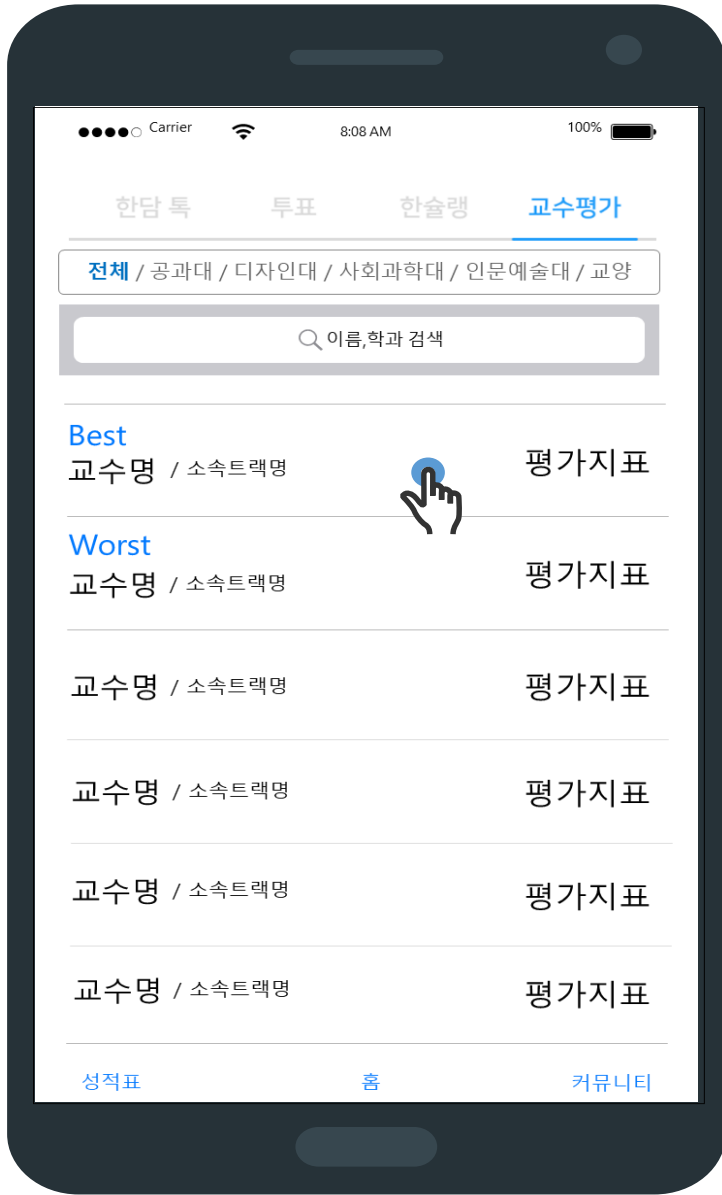 Carrier 8:08 AM 100%
한담 톡 투표 한슐랭 교수평가
전체 / 공과대 / 디자인대 / 사회과학대 / 인문예술대 / 교양
이름,학과 검색
Best
교수명 / 소속트랙명 평가지표
Worst
교수명 / 소속트랙명 평가지표
교수명 / 소속트랙명 평가지표
교수명 / 소속트랙명 평가지표
교수명 / 소속트랙명 평가지표
교수명 / 소속트랙명 평가지표
성적표 홈 커뮤니티